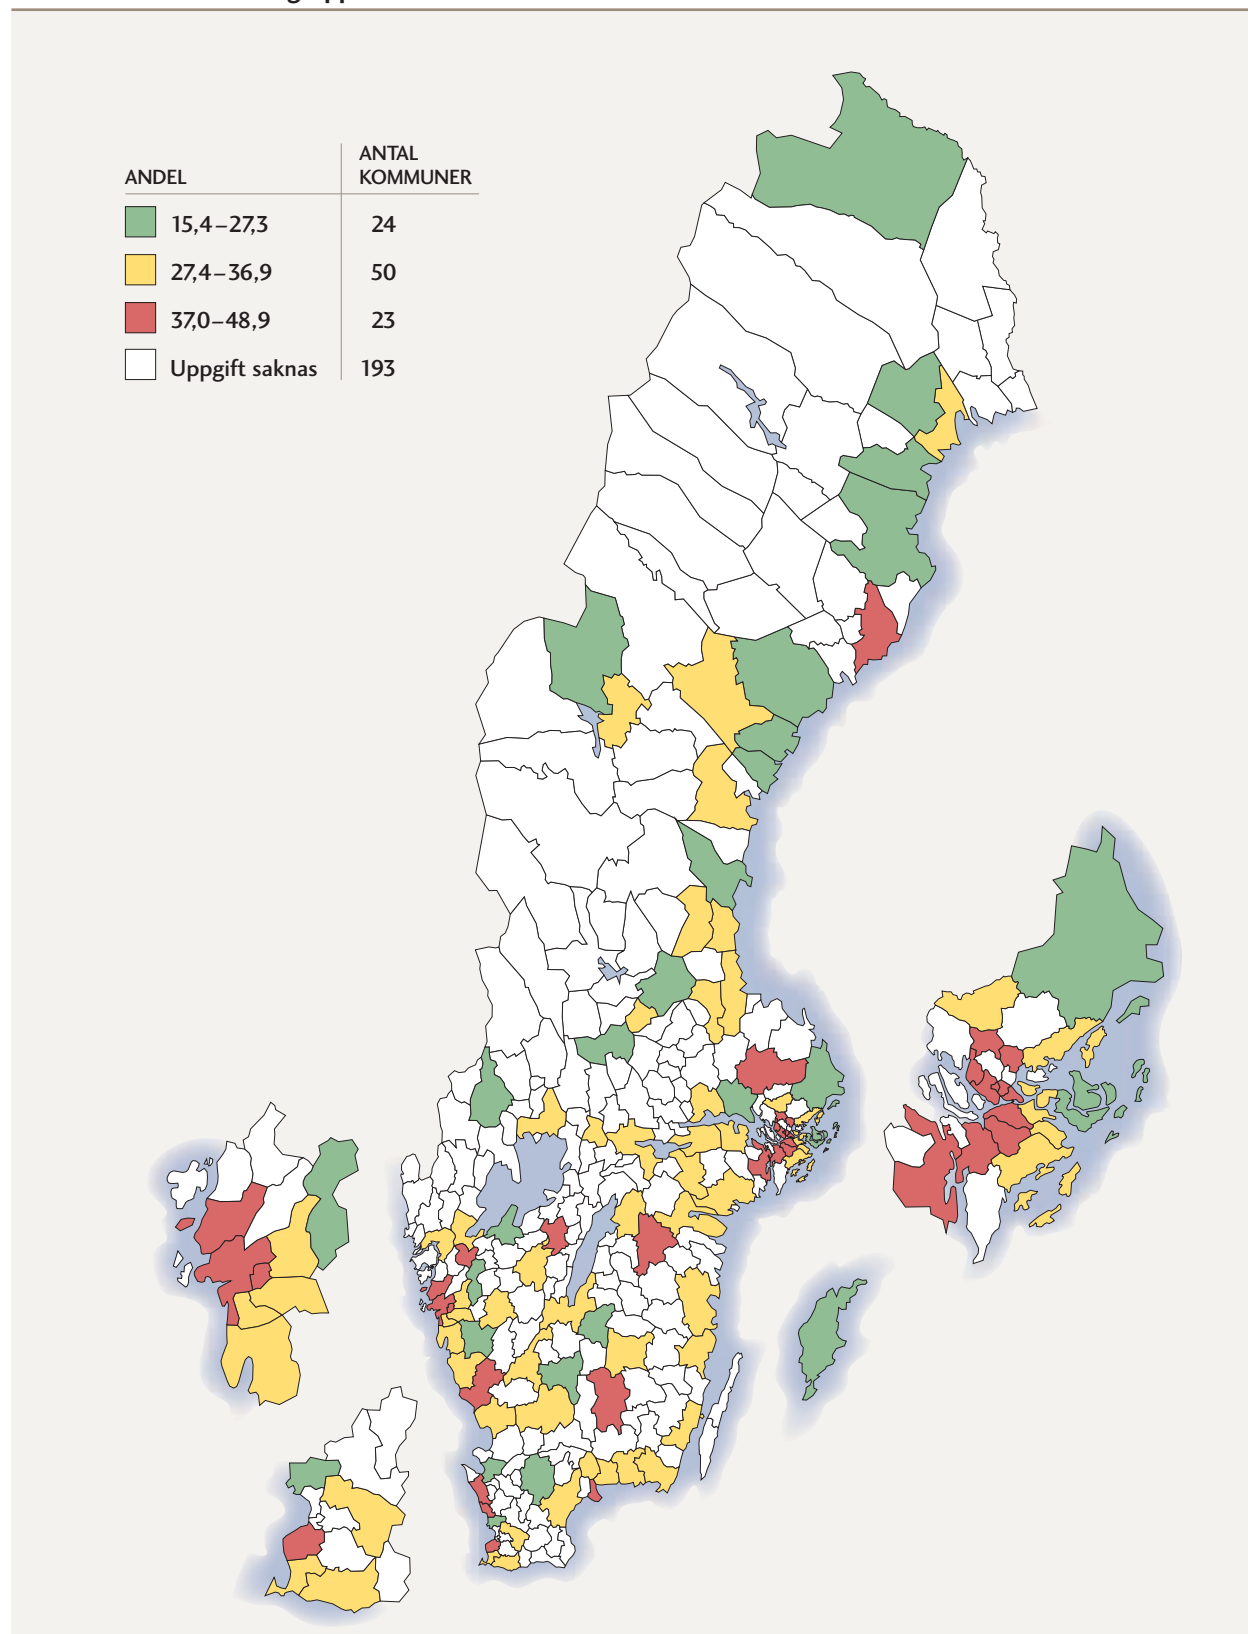 ANDEL ANTAL KOMMUNER
15,4–27,3 24
27,4–36,9 50
37,0–48,9 23
Uppgift saknas 193